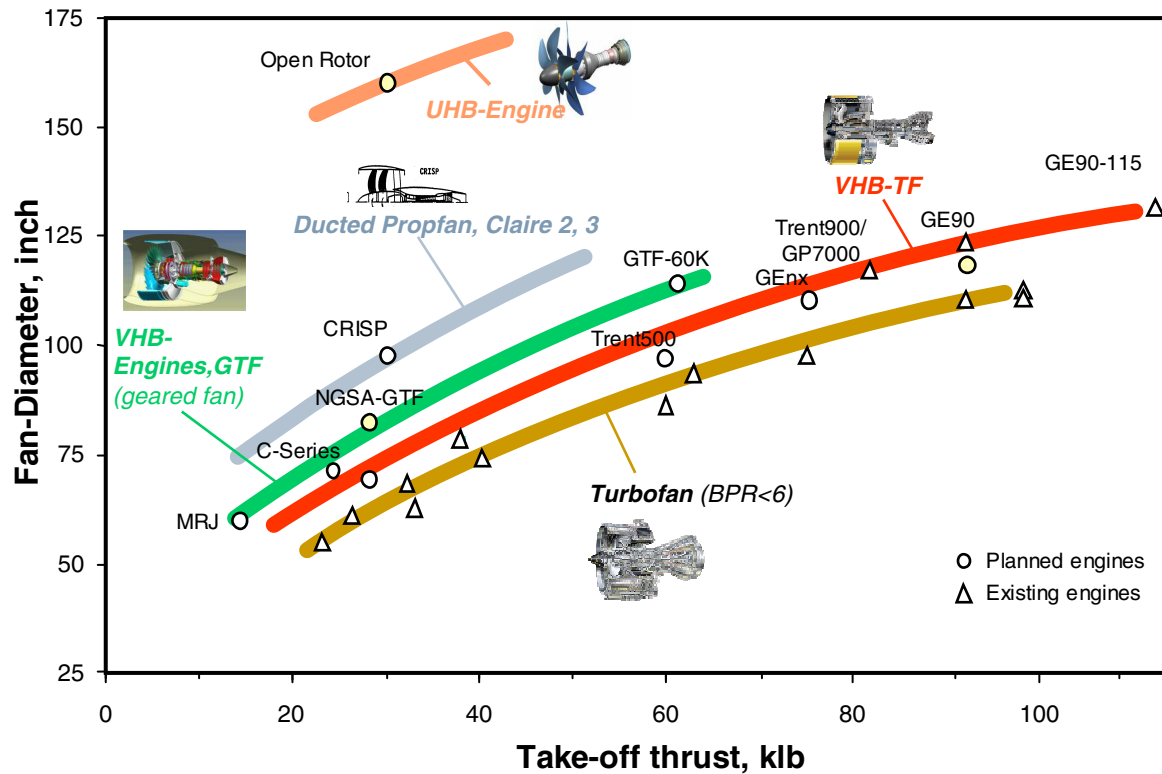 175
150
125
100
75
50
25
Fan-Diameter, inch
Open Rotor
UHB-Engine
CRISP
Ducted Propfan, Claire 2, 3
VHB-TF
GE90-115
Trent900/
GP7000
GE90
GTF-60K
GEnx
VHB-
Engines,GTF
(geared fan)
CRISP
NGSA-GTF
Trent500
C-Series
MRJ
Turbofan (BPR<6)
Planned engines
Existing engines
0
20
40
60
80
100
Take-off thrust, klb